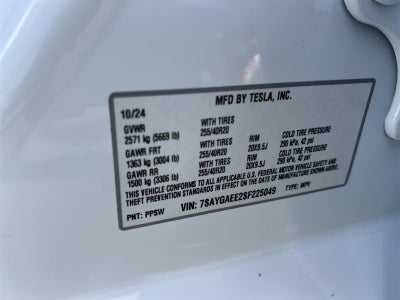 MFD BY TESLA, INC.
10/24
GVWR
2571 kg (5669 lb)
WITH TIRES
255/40R20
RIM
COLD TIRE PRESSURE
GAWR FRT
1363 kg (3004 lb)
WITH TIRES
255/40R20
RIM
20X9.5J
COLD TIRE PRESSURE
290 kPa, 42 psi
GAWR RR
1500 kg (3306 lb)
20X9.5J
290 kPa, 42 psi
THIS VEHICLE CONFORMS TO ALL APPLICABLE FEDERAL MOTOR VEHICLE SAFETY AND
THEFT PREVENTION STANDARDS IN EFFECT ON THE DATE OF MANUFACTURE SHOWN ABOVE.
VIN: 7SAYGAEE2SF225049
TYPE: MPV
PNT: PPSW